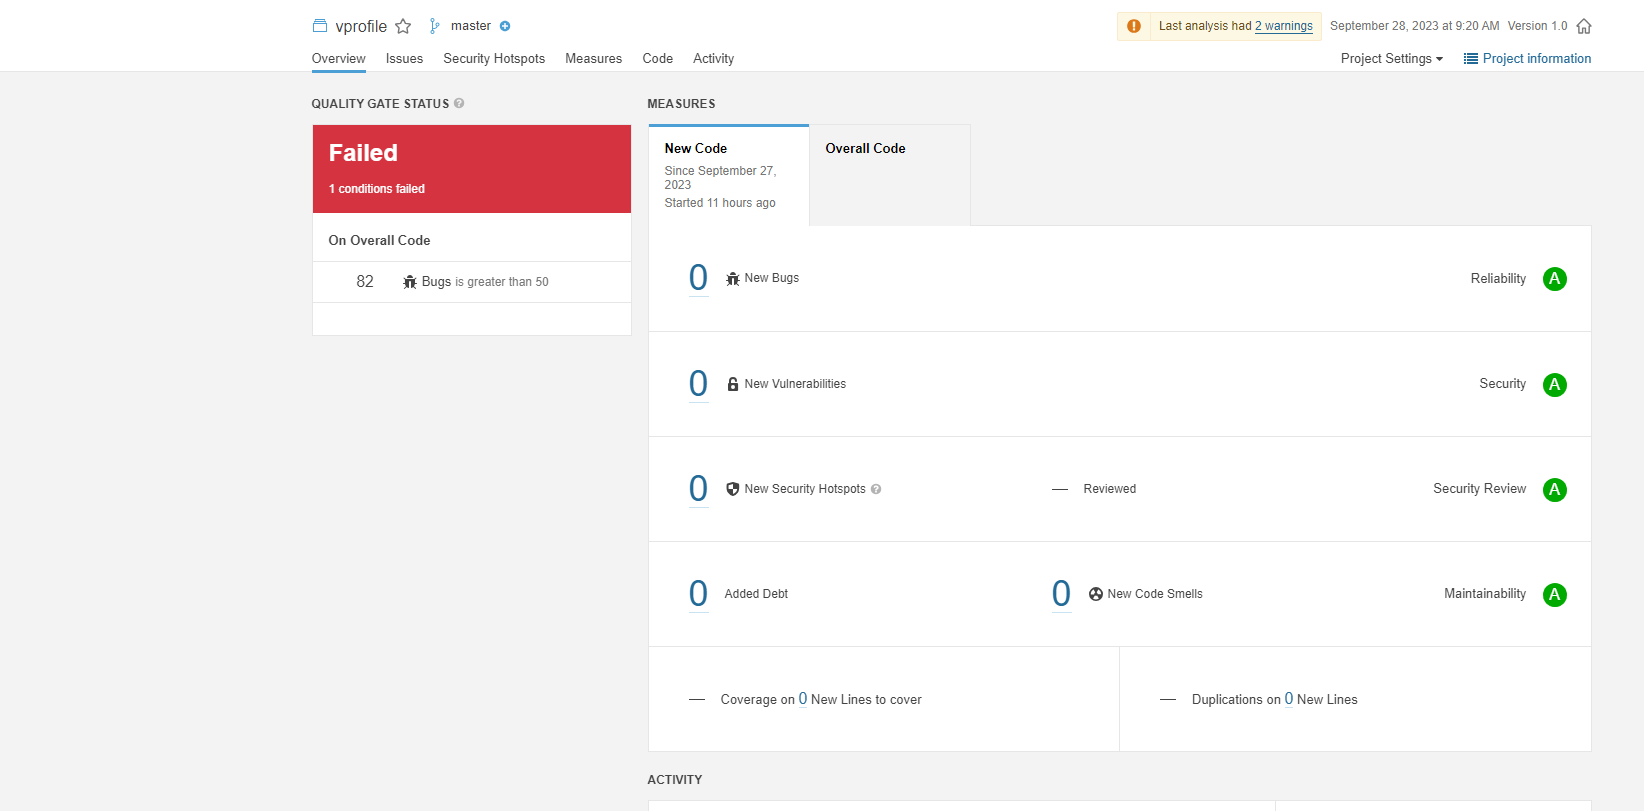 vprofile master
Last analysis had 2 warnings September 28, 2023 at 9:20 AM Version 1.0
Overview Issues Security Hotspots Measures Code Activity
Project Settings Project information
QUALITY GATE STATUS ?
Failed
1 conditions failed
On Overall Code
82 Bugs is greater than 50
MEASURES
New Code
Since September 27,
2023
Started 11 hours ago
Overall Code
0 New Bugs Reliability A
0 New Vulnerabilities Security A
0 New Security Hotspots ? — Reviewed Security Review A
0 Added Debt 0 New Code Smells Maintainability A
— Coverage on 0 New Lines to cover — Duplications on 0 New Lines
ACTIVITY